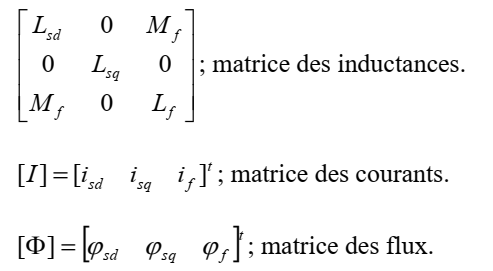 [L_sd 0 M_f
0 L_sq 0 ; matrice des inductances.
M_f 0 L_f]
[I]=[i_sd i_sq i_f]^t ; matrice des courants.
[Φ]=[φ_sd φ_sq φ_f]^t ; matrice des flux.